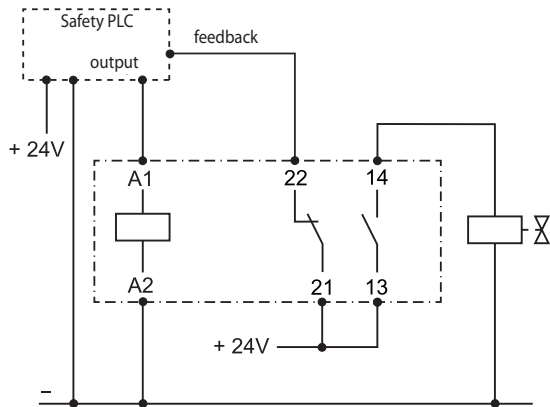 Safety PLC
feedback
output
+ 24V
A1
22
14
A2
21
13
+ 24V
–